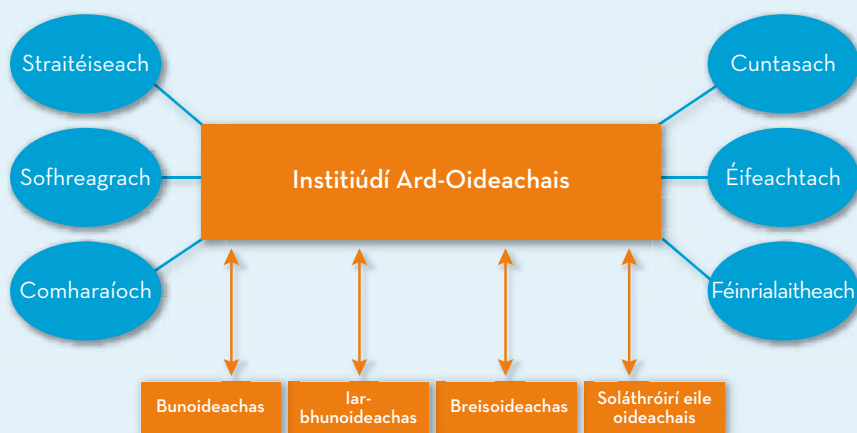 Straitéiseach
Cuntasach
Sofhreagrach
Institiúdí Ard-Oideachais
Éifeachtach
Comharaíoch
Féinrialaitheach
Bunoideachas
Iar-
bhunoideachas
Breisoideachas
Soláthróirí eile
oideachais